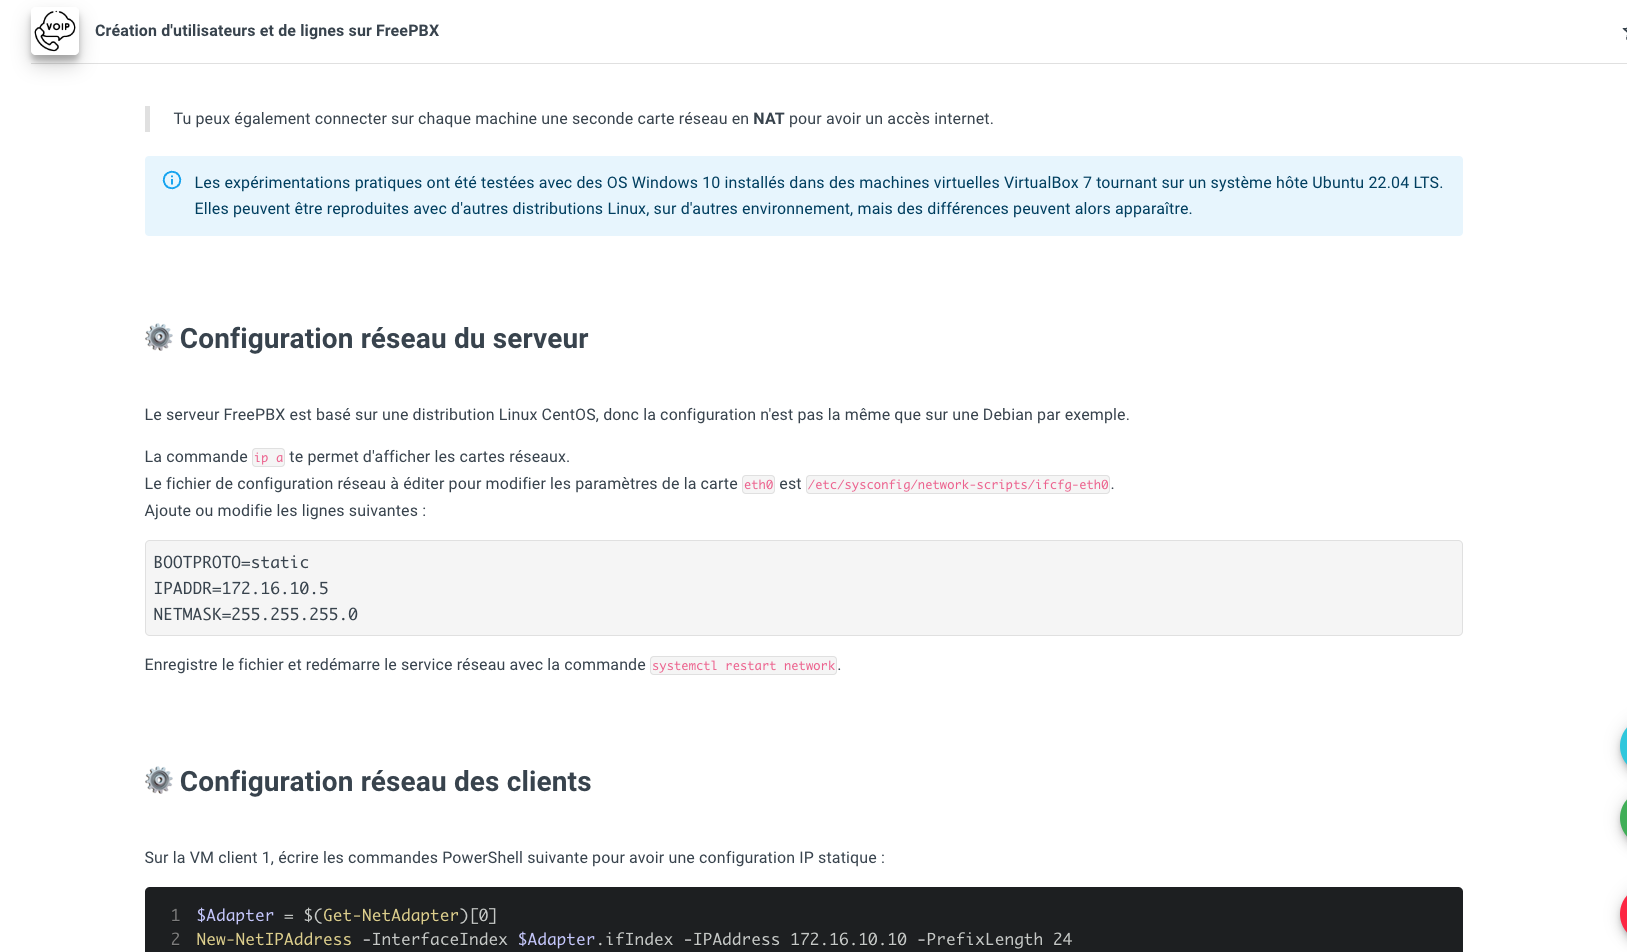 VOIP
Création d'utilisateurs et de lignes sur FreePBX
Tu peux également connecter sur chaque machine une seconde carte réseau en NAT pour avoir un accès internet.
Les expérimentations pratiques ont été testées avec des OS Windows 10 installés dans des machines virtuelles VirtualBox 7 tournant sur un système hôte Ubuntu 22.04 LTS.
Elles peuvent être reproduites avec d'autres distributions Linux, sur d'autres environnement, mais des différences peuvent alors apparaître.
Configuration réseau du serveur
Le serveur FreePBX est basé sur une distribution Linux CentOS, donc la configuration n'est pas la même que sur une Debian par exemple.
La commande ip a te permet d'afficher les cartes réseaux.
Le fichier de configuration réseau à éditer pour modifier les paramètres de la carte eth0 est /etc/sysconfig/network-scripts/ifcfg-eth0.
Ajoute ou modifie les lignes suivantes :
BOOTPROTO=static
IPADDR=172.16.10.5
NETMASK=255.255.255.0
Enregistre le fichier et redémarre le service réseau avec la commande systemctl restart network.
Configuration réseau des clients
Sur la VM client 1, écrire les commandes PowerShell suivante pour avoir une configuration IP statique :
1 $Adapter = $(Get-NetAdapter)[0]
2 New-NetIPAddress -InterfaceIndex $Adapter.ifIndex -IPAddress 172.16.10.10 -PrefixLength 24